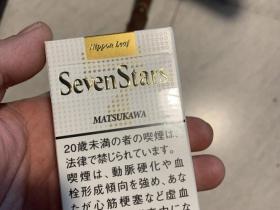 Nippon Leaf
SevenStars
MATSUKAWA
20歳未満の者の喫煙は、
法律で禁じられています。
喫煙は、動脈硬化や血
栓形成傾向を強め、あな
たが心筋梗塞など虚血